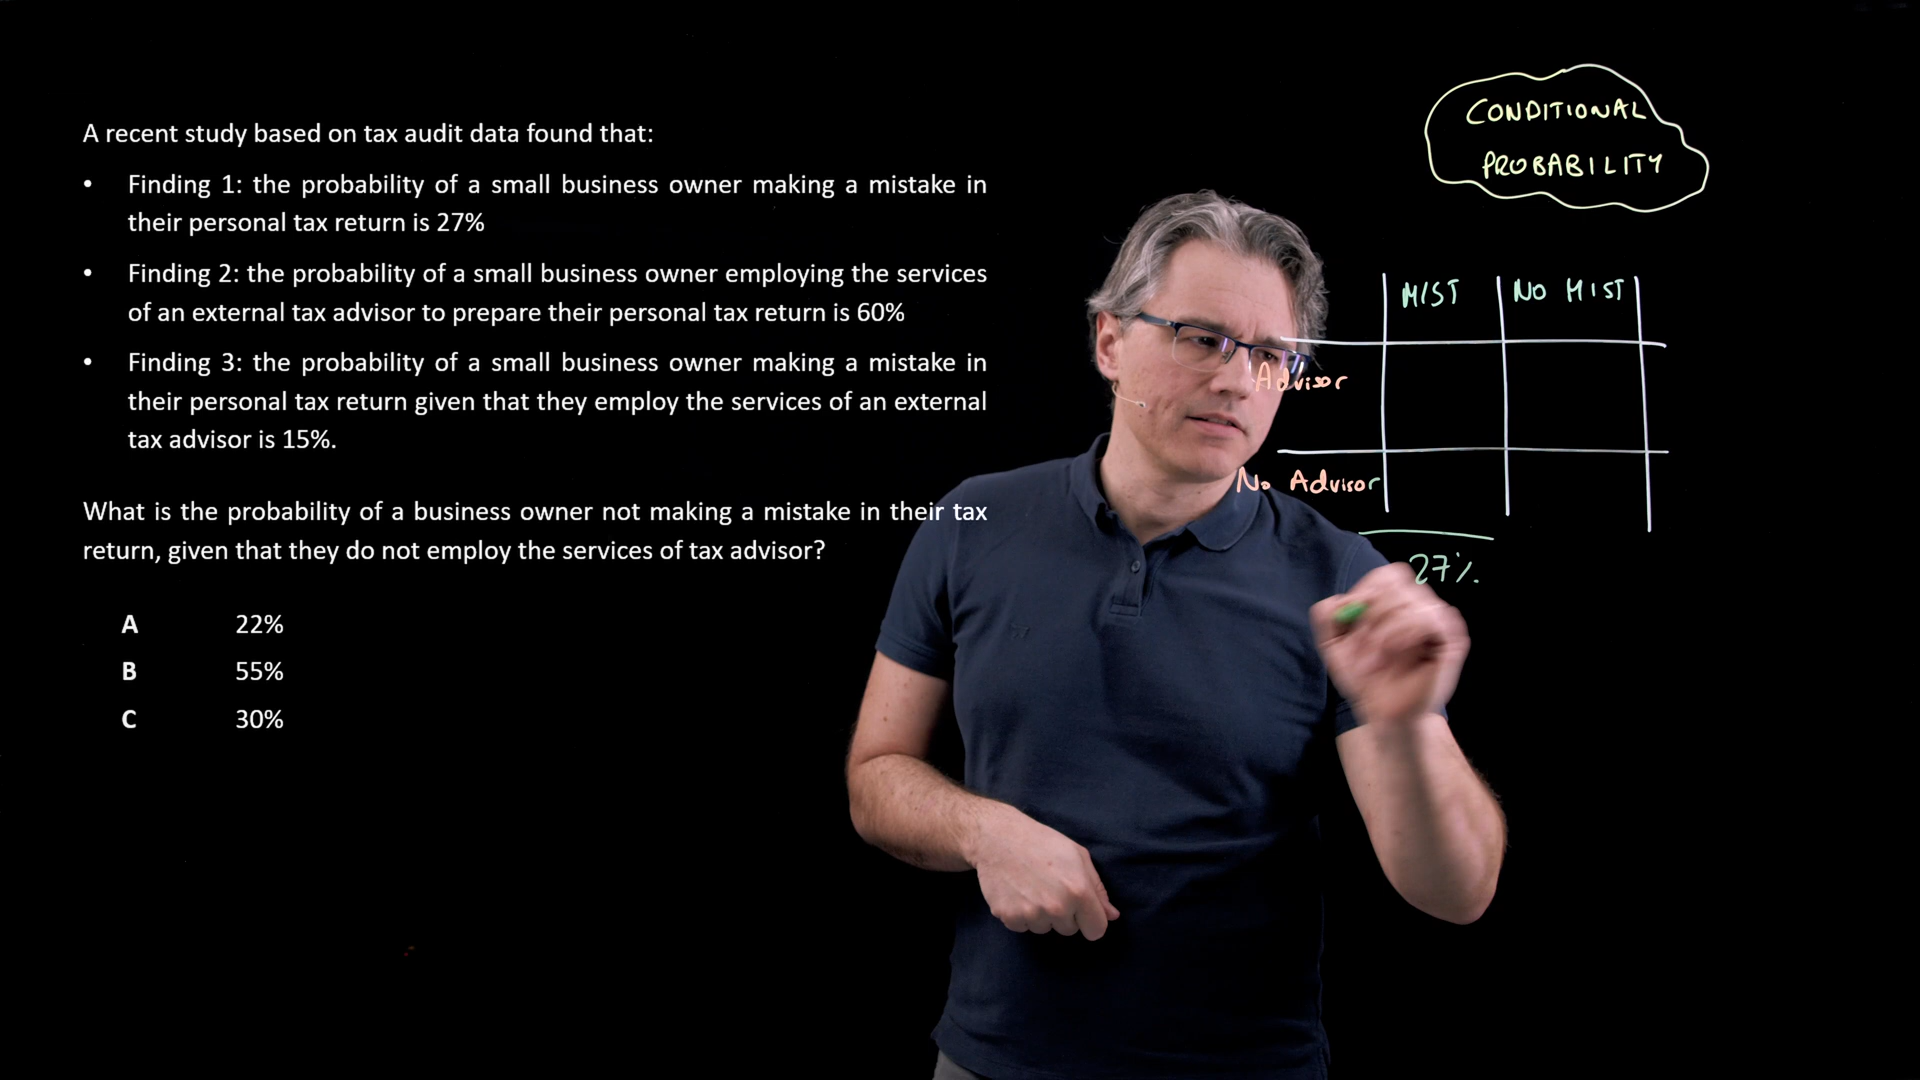 A recent study based on tax audit data found that:
• Finding 1: the probability of a small business owner making a mistake in
their personal tax return is 27%
• Finding 2: the probability of a small business owner employing the services
of an external tax advisor to prepare their personal tax return is 60%
• Finding 3: the probability of a small business owner making a mistake in
their personal tax return given that they employ the services of an external
tax advisor is 15%.
What is the probability of a business owner not making a mistake in their tax
return, given that they do not employ the services of tax advisor?
A 22%
B 55%
C 30%
CONDITIONAL
PROBABILITY
MIST NO MIST
Advisor
No Advisor
27%